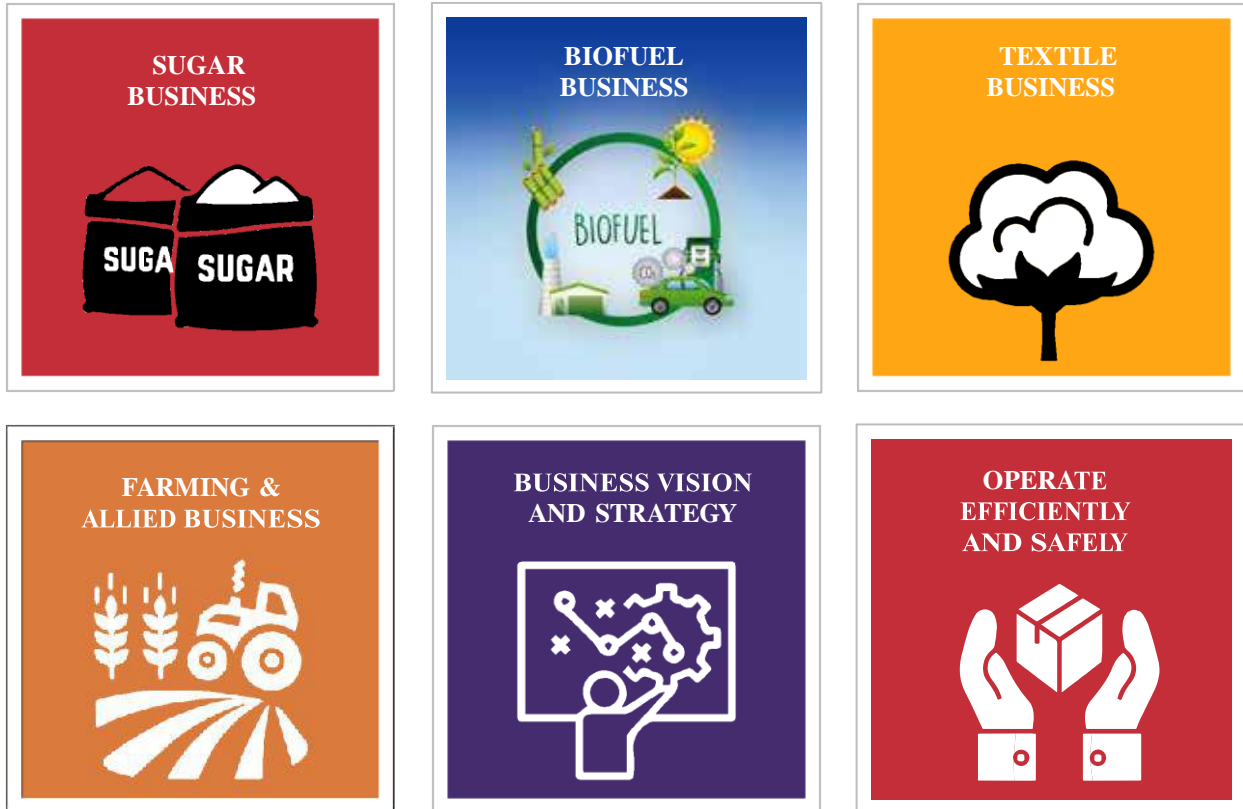 SUGAR
BUSINESS
SUGA
SUGAR
BIOFUEL
BUSINESS
BIOFUEL
CO₂
TEXTILE
BUSINESS
FARMING &
ALLIED BUSINESS
BUSINESS VISION
AND STRATEGY
OPERATE
EFFICIENTLY
AND SAFELY